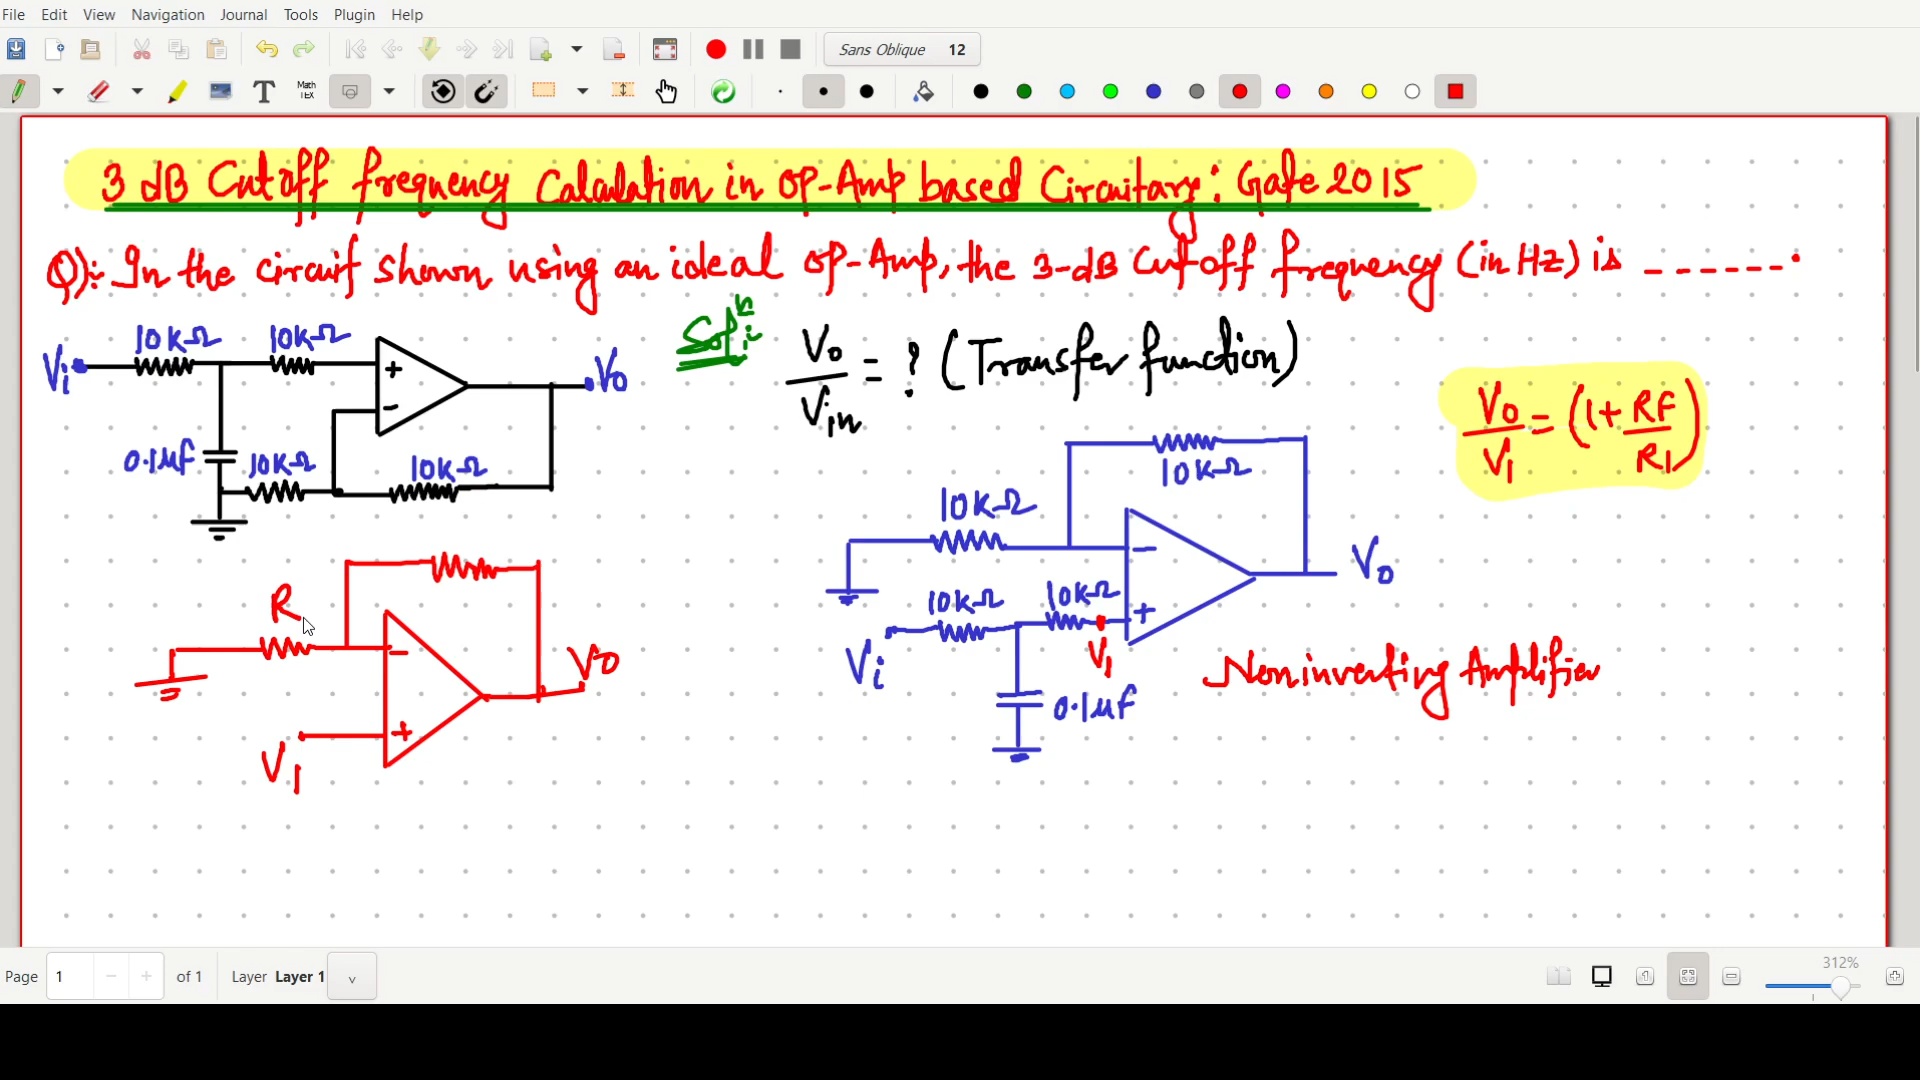 File Edit View Navigation Journal Tools Plugin Help
Sans Oblique 12
T Math TEX
3 dB Cutoff frequency Calculation in op-Amp based Circuitary: Gate 2015
Q):- In the circuit shown using an ideal op-Amp, the 3-dB Cutoff frequency (in Hz) is ------.
Vi 10KΩ 10KΩ + - Vo
0.1μF 10KΩ 10KΩ
Solⁿ:
Vo/Vin = ? (Transfer function)
Vo/V1 = (1+RF/R1)
10KΩ
10KΩ - Vo
10KΩ 10KΩ +
Vi V1
0.1μF
Noninverting Amplifier
R
- Vo
V1 +
Page 1 - + of 1 Layer Layer 1 v
312%